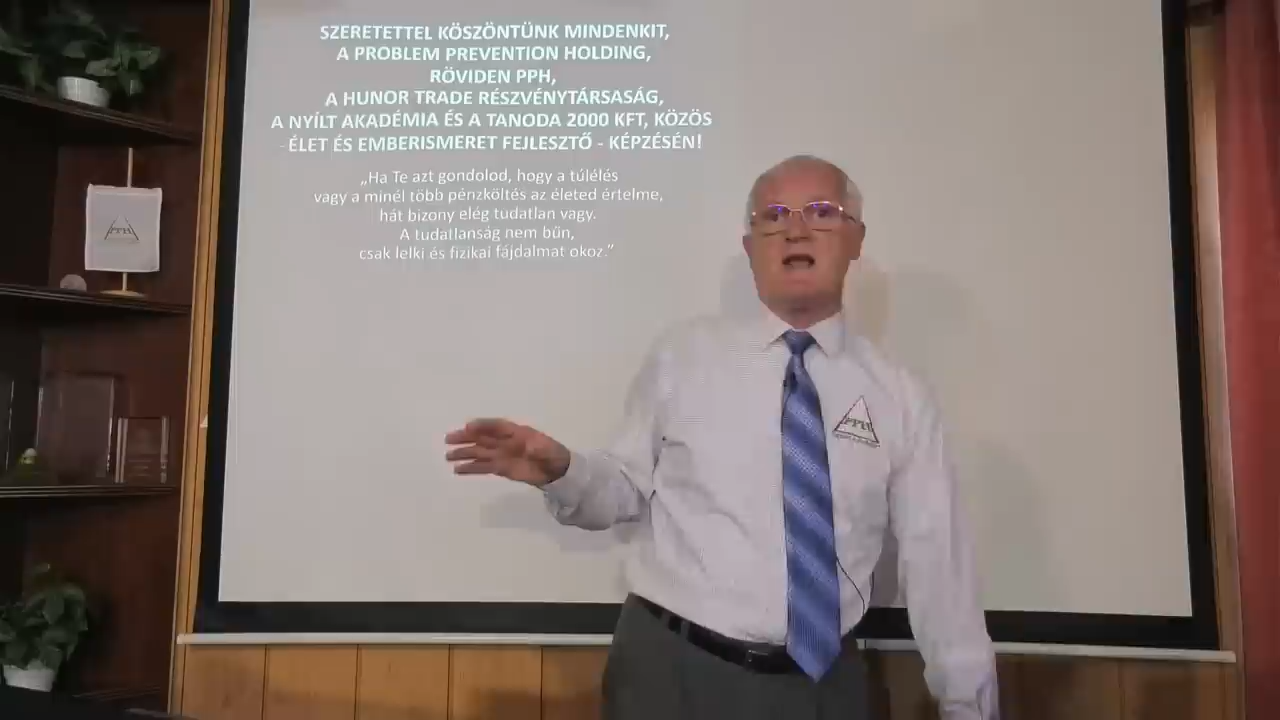 SZERETETTEL KÖSZÖNTÜNK MINDENKIT,
A PROBLEM PREVENTION HOLDING,
RÖVIDEN PPH,
A HUNOR TRADE RÉSZVÉNYTÁRSASÁG,
A NYÍLT AKADÉMIA ÉS A TANODA 2000 KFT, KÖZÖS
- ÉLET ÉS EMBERISMERET FEJLESZTŐ - KÉPZÉSÉN!
„Ha Te azt gondolod, hogy a túlélés
vagy a minél több pénzköltés az életed értelme,
hát bizony elég tudatlan vagy.
A tudatlanság nem bűn,
csak lelki és fizikai fájdalmat okoz.”
PPH
PPH